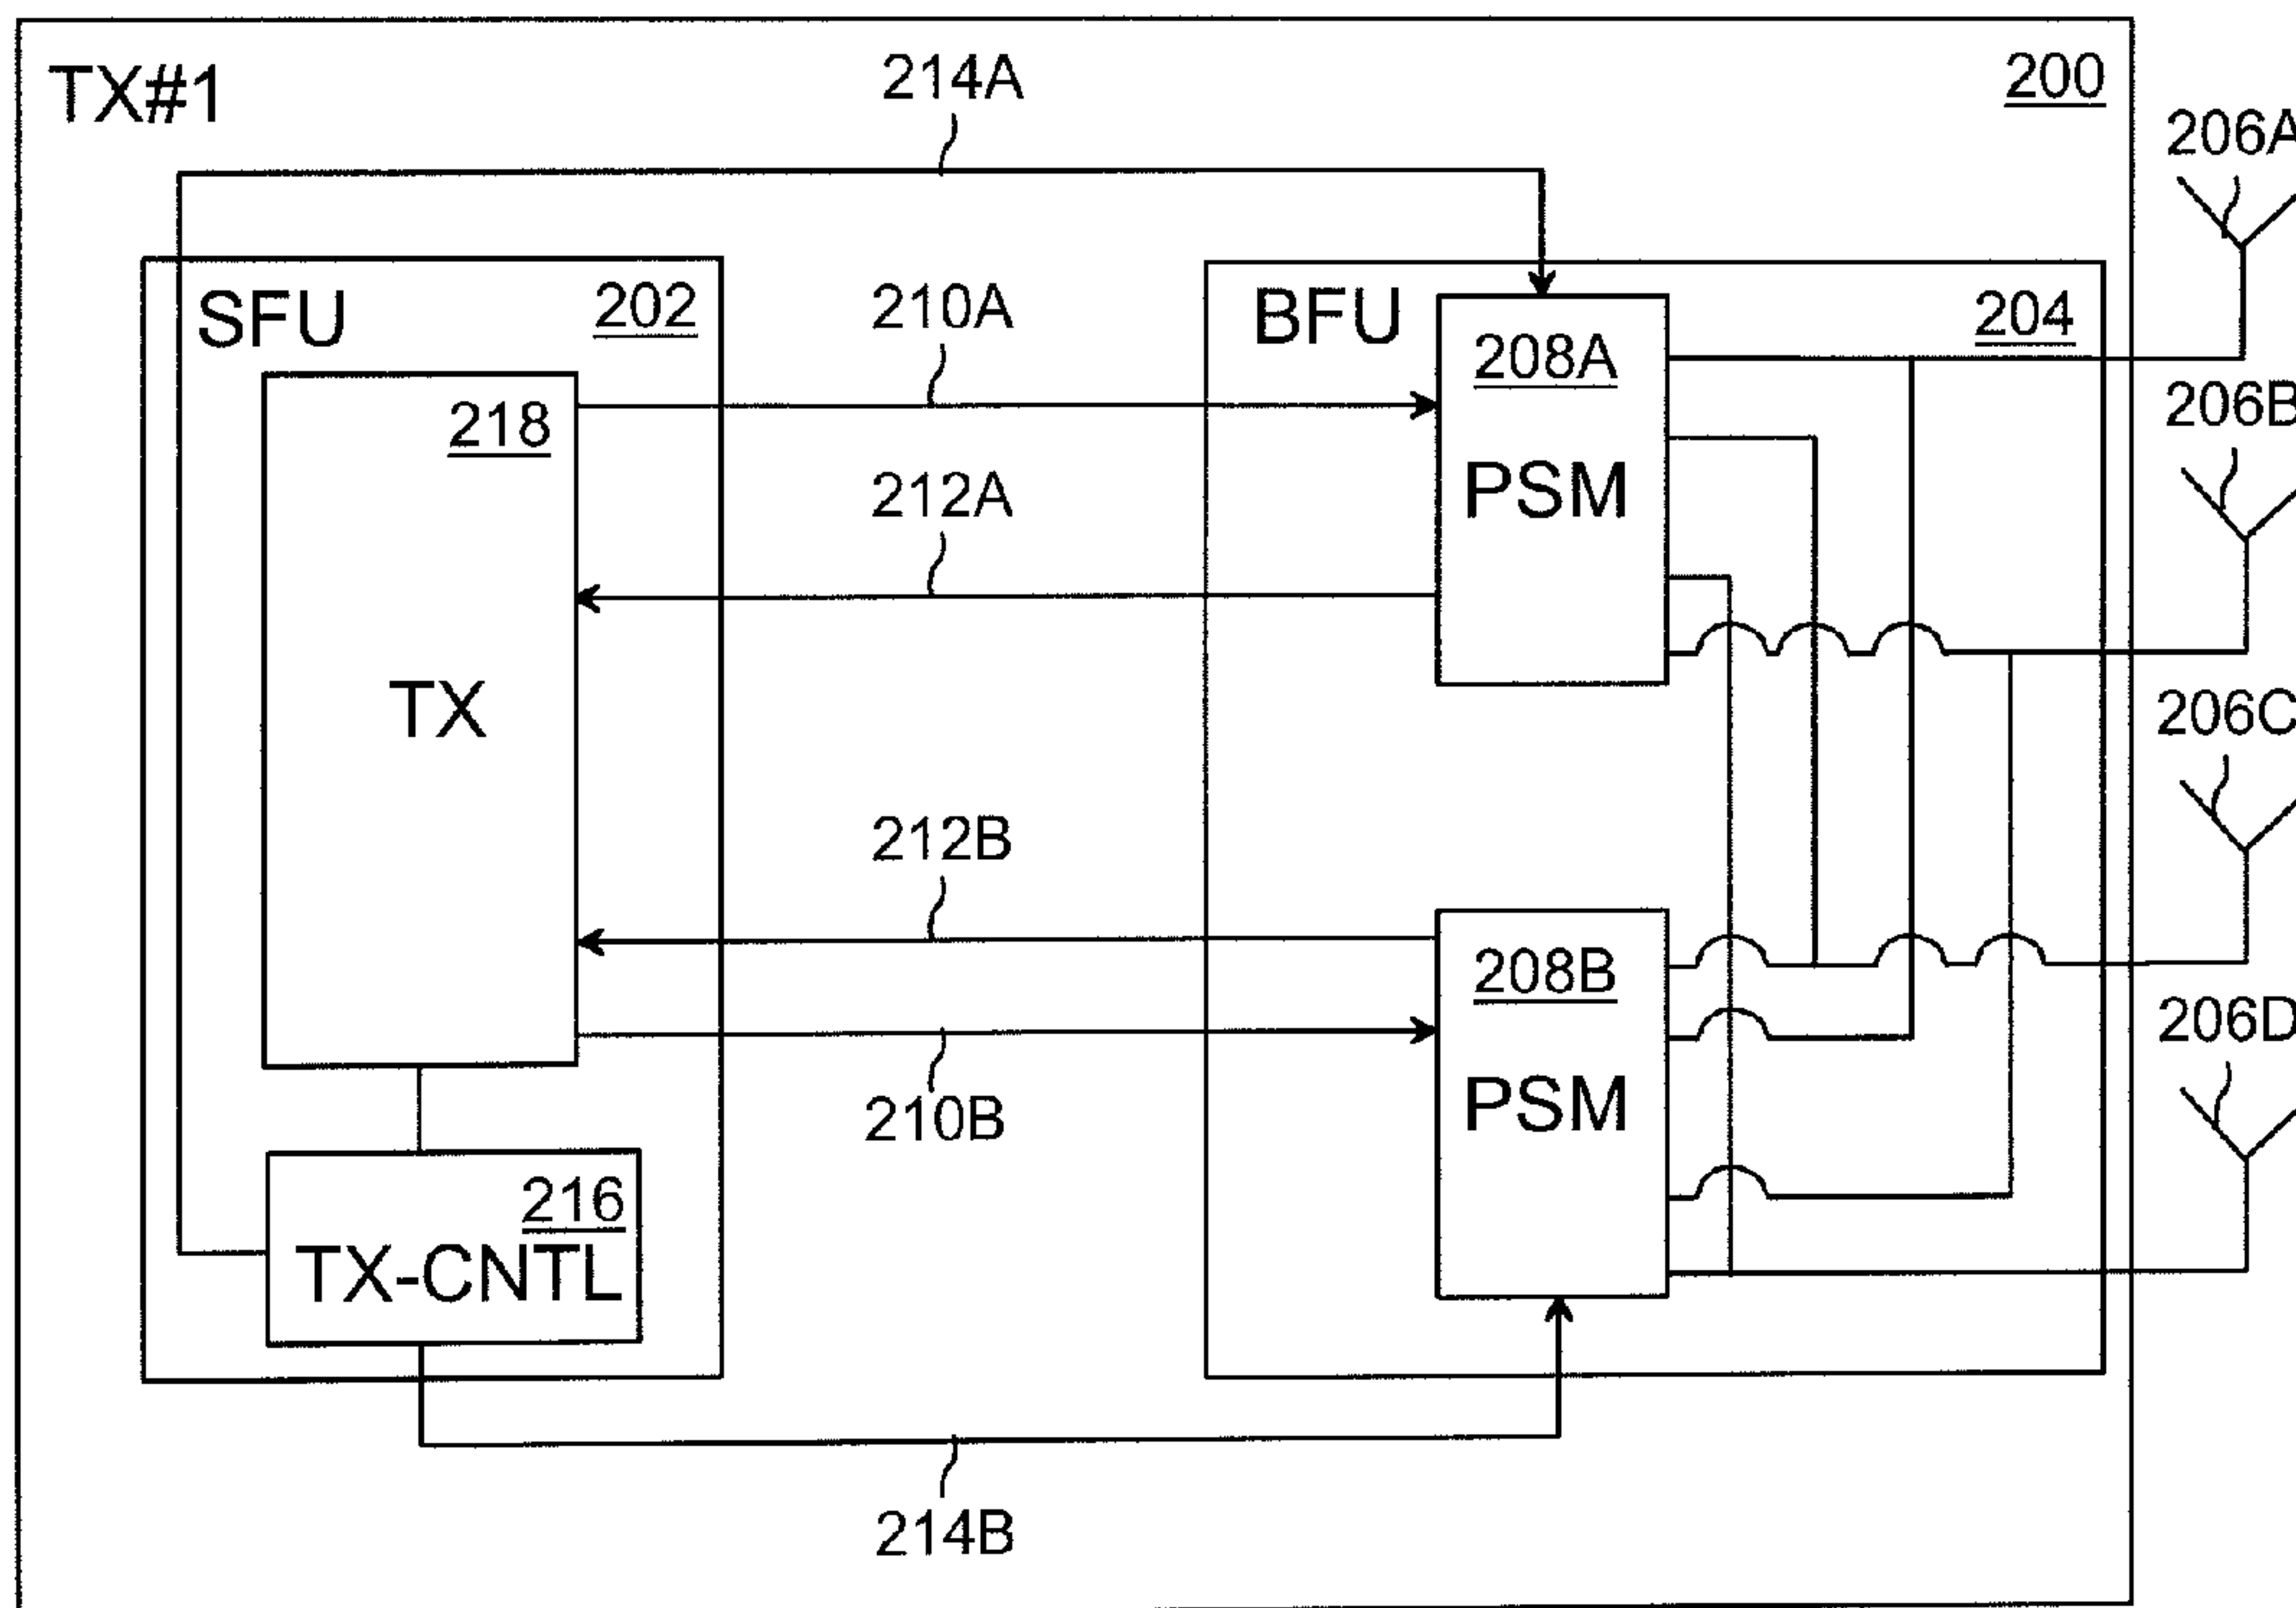 TX#1
200
214A
206A
SFU
202
210A
BFU
204
208A
218
206B
212A
PSM
TX
206C
212B
208B
206D
210B
PSM
216
TX-CNTL
214B